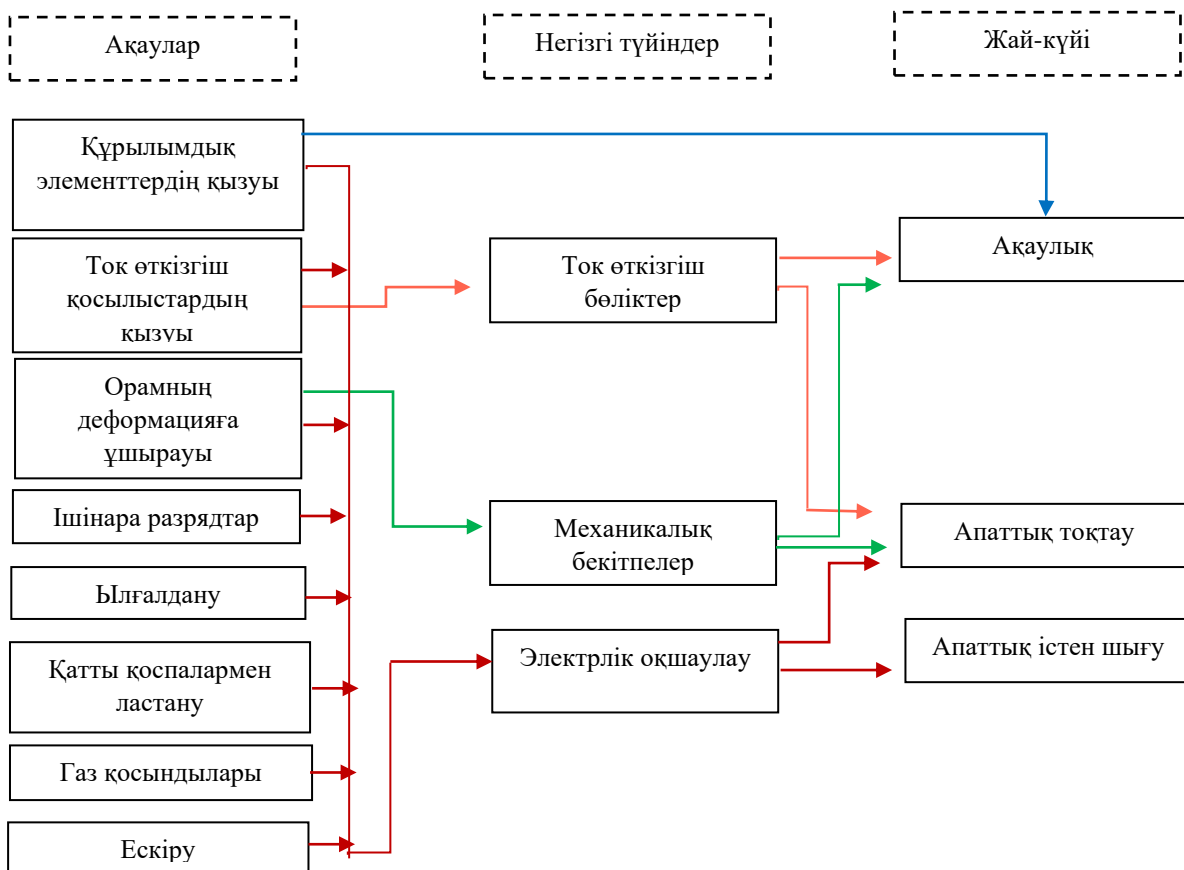 Ақаулар
Негізгі түйіндер
Жай-күйі
Құрылымдық
элементтердің қызуы
Ток өткізгіш
қосылыстардың
қызуы
Орамның
деформацияға
ұшырауы
Ішінара разрядтар
Ылғалдану
Қатты қоспалармен
ластану
Газ қосындылары
Ескіру
Ток өткізгіш
бөліктер
Механикалық
бекітпелер
Электрлік оқшаулау
Ақаулық
Апаттық тоқтау
Апаттық істен шығу